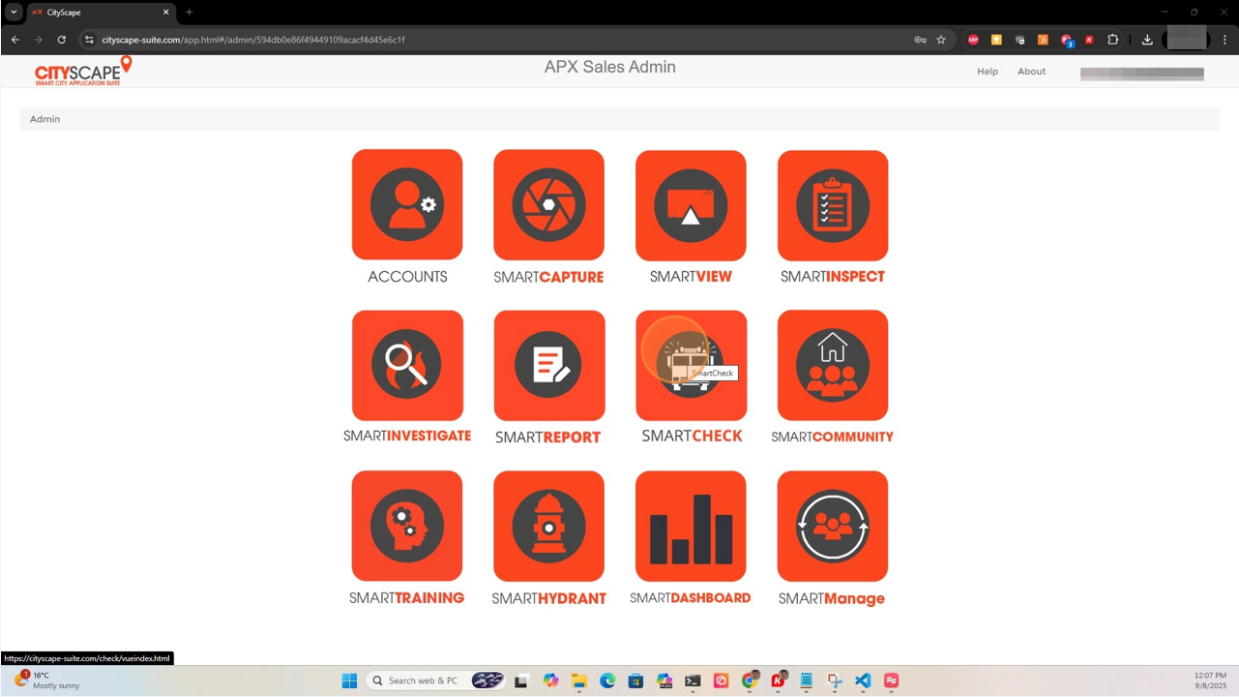 CityScape
cityscape-suite.com/app.html#/admin/594db0e86f49449109acacf4d45e6c1f
CITYSCAPE
SMART CITY APPLICATION SUITE
APX Sales Admin
Help
About
Admin
ACCOUNTS
SMARTCAPTURE
SMARTVIEW
SMARTINSPECT
SmartCheck
SMARTINVESTIGATE
SMARTREPORT
SMARTCHECK
SMARTCOMMUNITY
SMARTTRAINING
SMARTHYDRANT
SMARTDASHBOARD
SMARTManage
https://cityscape-suite.com/check/vueindex.html
1
16°C
Mostly sunny
Search web & PC
12:07 PM
9/8/2025